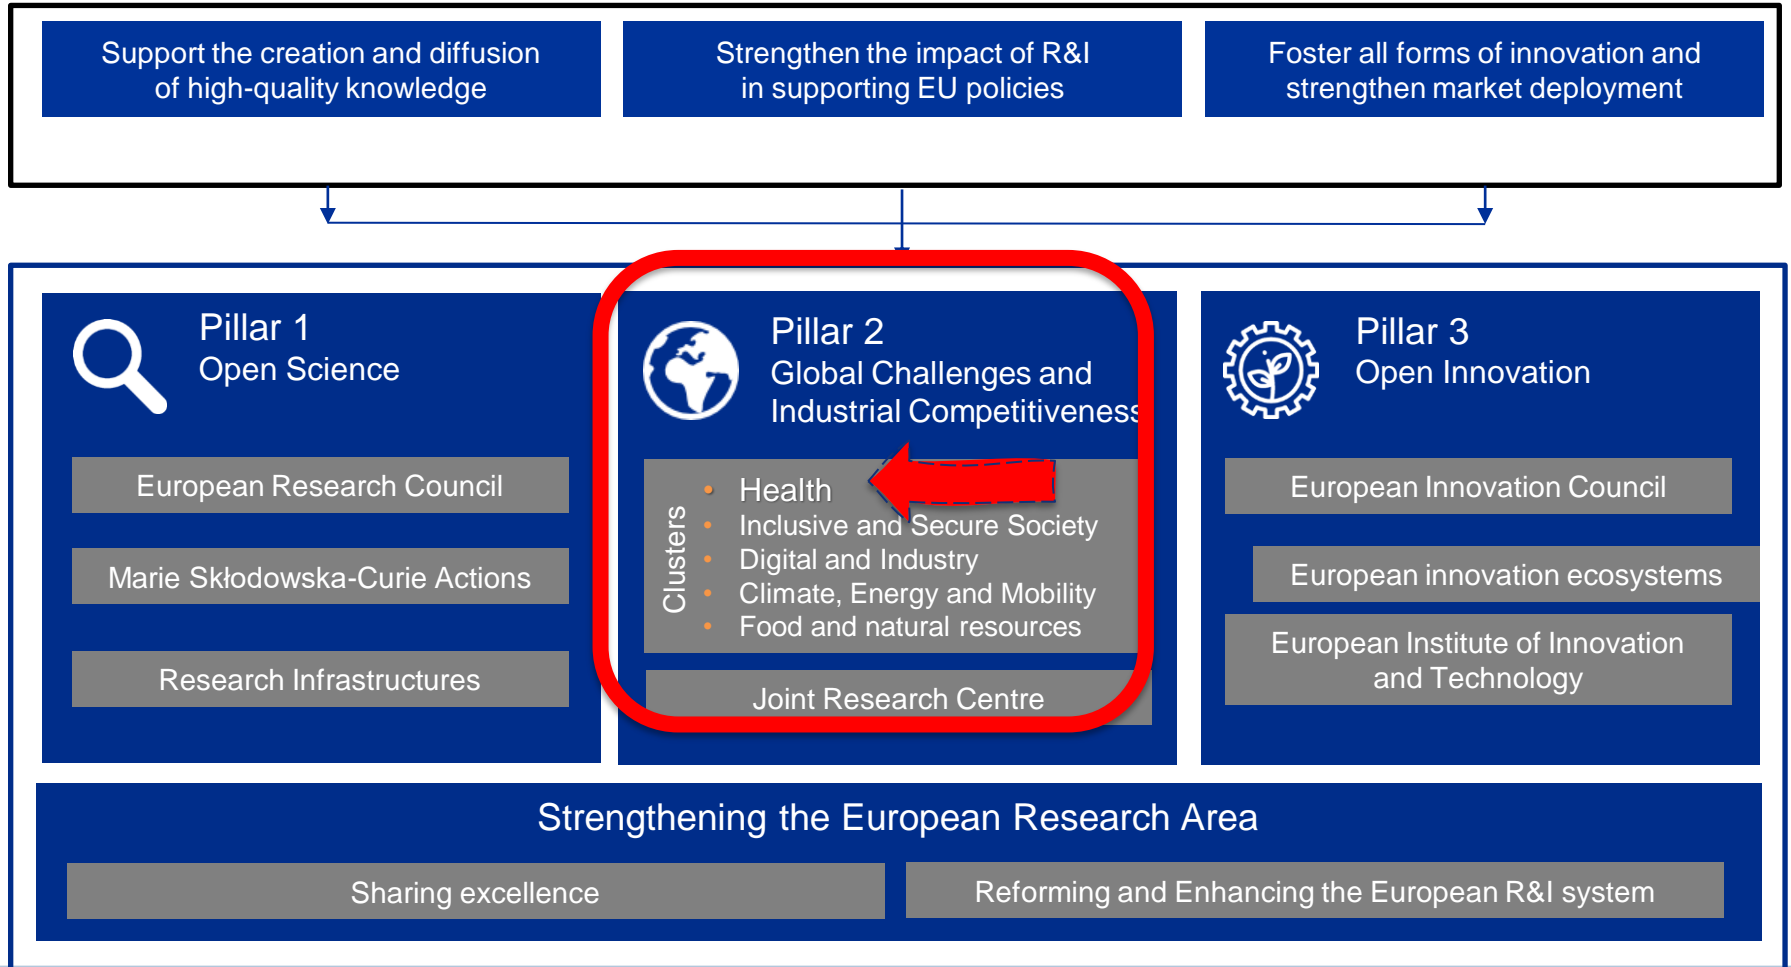 Support the creation and diffusion
of high-quality knowledge
Strengthen the impact of R&I
in supporting EU policies
Foster all forms of innovation and
strengthen market deployment
Pillar 1
Open Science
European Research Council
Marie Skłodowska-Curie Actions
Research Infrastructures
Pillar 2
Global Challenges and
Industrial Competitiveness
Clusters
• Health
• Inclusive and Secure Society
• Digital and Industry
• Climate, Energy and Mobility
• Food and natural resources
Joint Research Centre
Pillar 3
Open Innovation
European Innovation Council
European innovation ecosystems
European Institute of Innovation
and Technology
Strengthening the European Research Area
Sharing excellence
Reforming and Enhancing the European R&I system